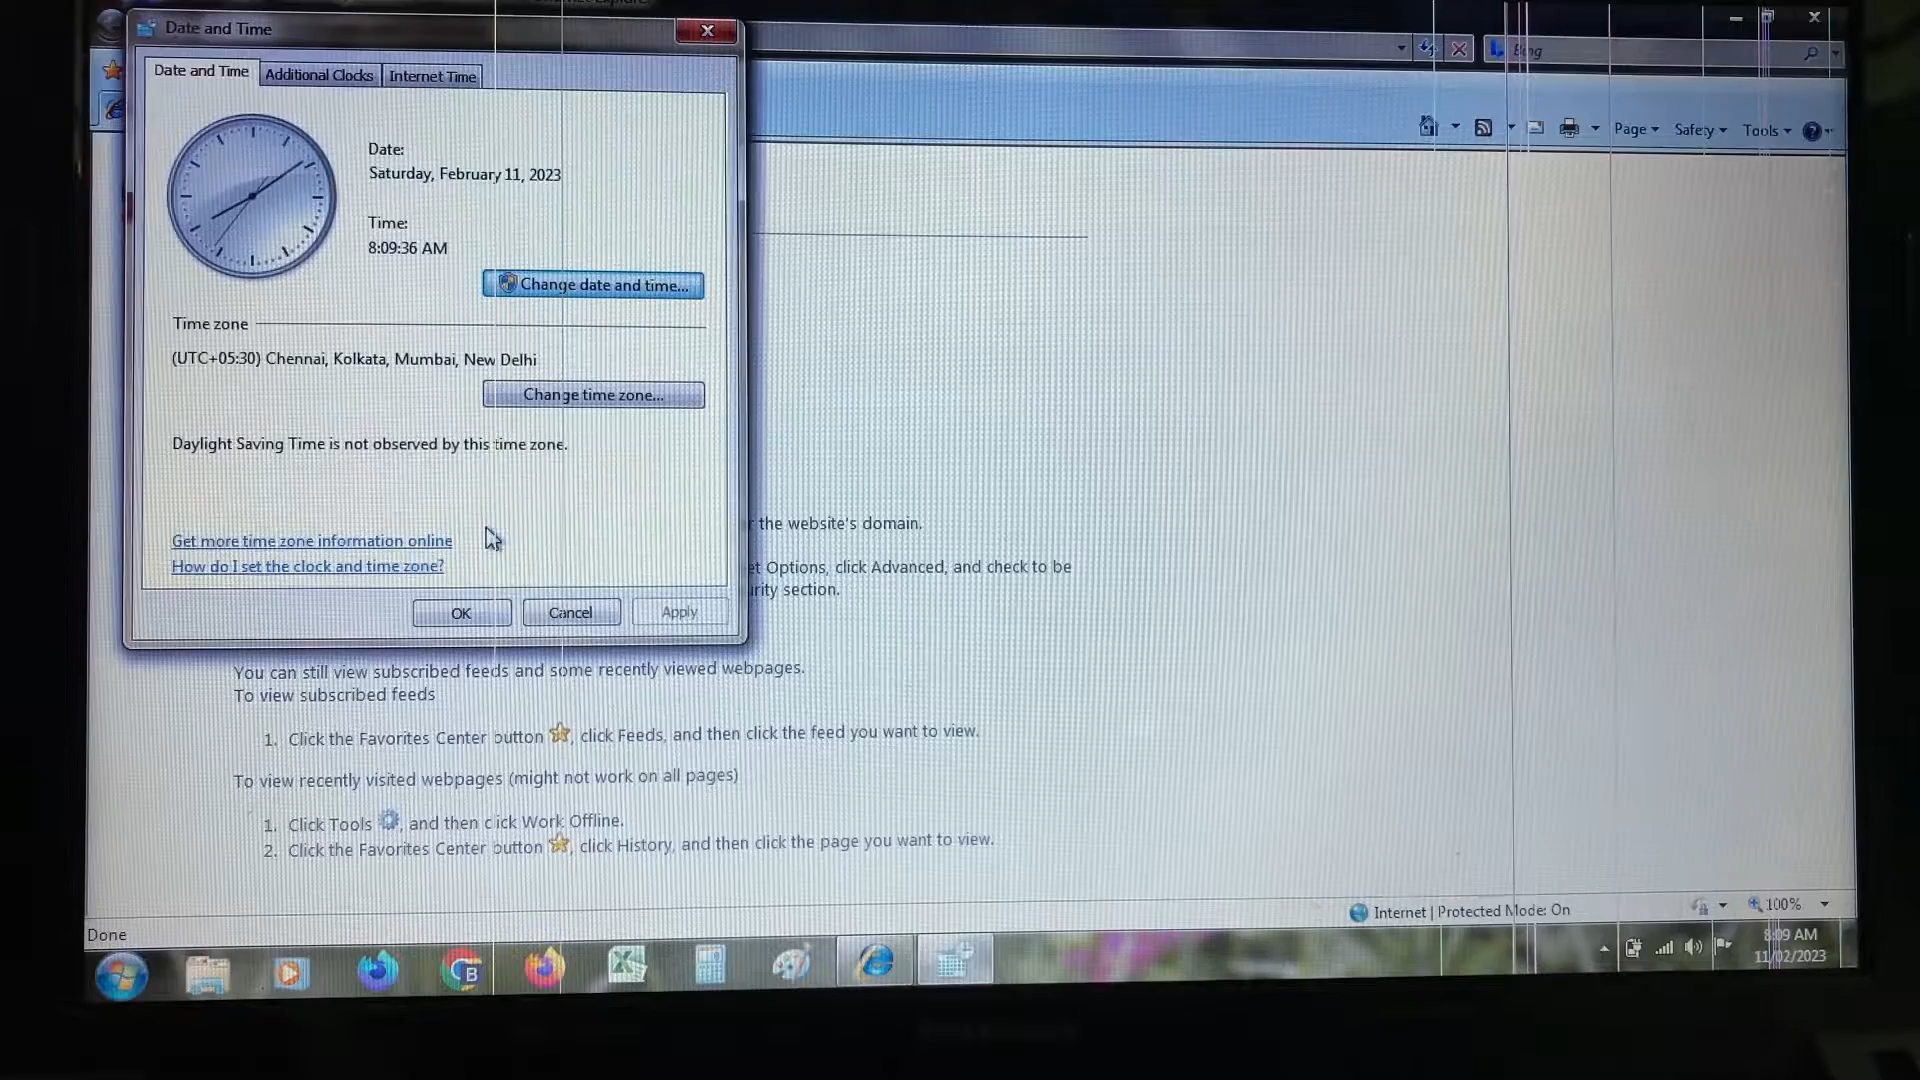 Date and Time
Bing
Date and Time Additional Clocks Internet Time
Page Safety Tools
Date:
Saturday, February 11, 2023
Time:
8:09:36 AM
Change date and time...
Time zone
(UTC+05:30) Chennai, Kolkata, Mumbai, New Delhi
Change time zone...
Daylight Saving Time is not observed by this time zone.
the website's domain.
Get more time zone information online
How do I set the clock and time zone?
Options, click Advanced, and check to be
section.
OK Cancel Apply
You can still view subscribed feeds and some recently viewed webpages.
To view subscribed feeds
1. Click the Favorites Center button , click Feeds, and then click the feed you want to view.
To view recently visited webpages (might not work on all pages)
1. Click Tools , and then click Work Offline.
2. Click the Favorites Center button , click History, and then click the page you want to view.
Internet | Protected Mode: On
100%
Done
B
8:09 AM
11/02/2023